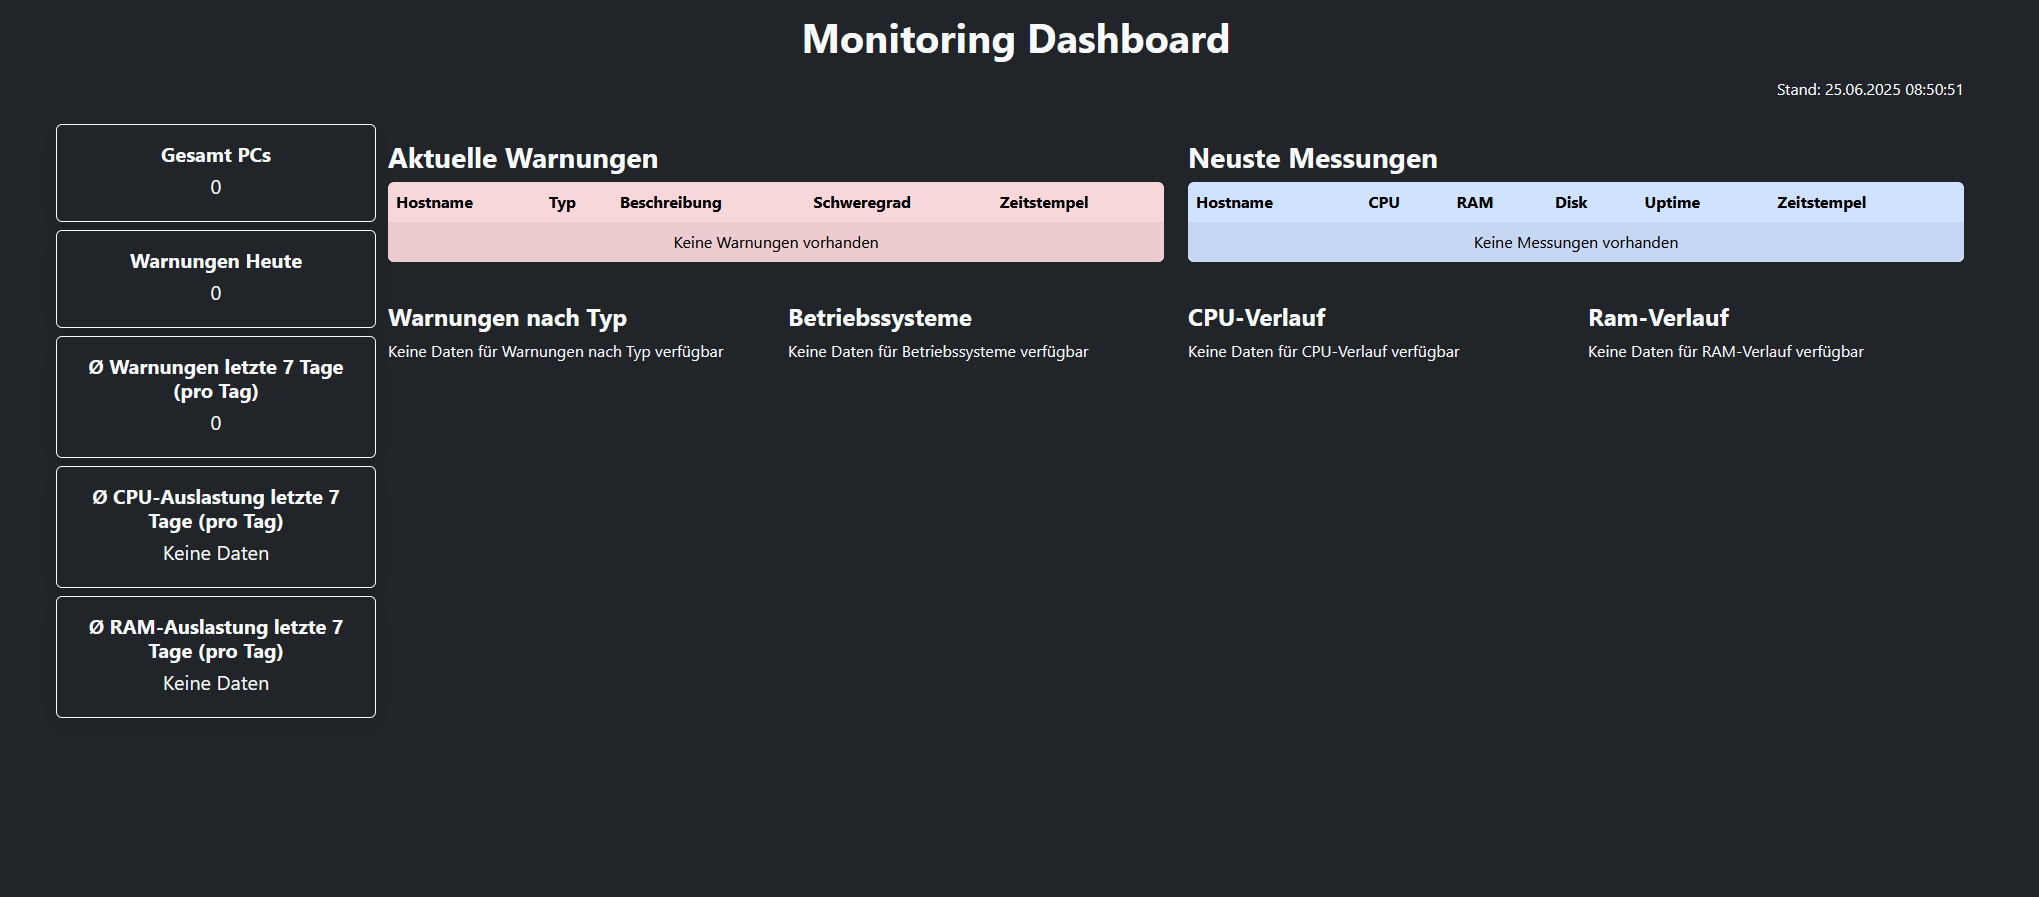 Monitoring Dashboard
Stand: 25.06.2025 08:50:51
Gesamt PCs
0
Warnungen Heute
0
Ø Warnungen letzte 7 Tage
(pro Tag)
0
Ø CPU-Auslastung letzte 7
Tage (pro Tag)
Keine Daten
Ø RAM-Auslastung letzte 7
Tage (pro Tag)
Keine Daten
Aktuelle Warnungen
Hostname Typ Beschreibung Schweregrad Zeitstempel
Keine Warnungen vorhanden
Neuste Messungen
Hostname CPU RAM Disk Uptime Zeitstempel
Keine Messungen vorhanden
Warnungen nach Typ
Keine Daten für Warnungen nach Typ verfügbar
Betriebssysteme
Keine Daten für Betriebssysteme verfügbar
CPU-Verlauf
Keine Daten für CPU-Verlauf verfügbar
Ram-Verlauf
Keine Daten für RAM-Verlauf verfügbar